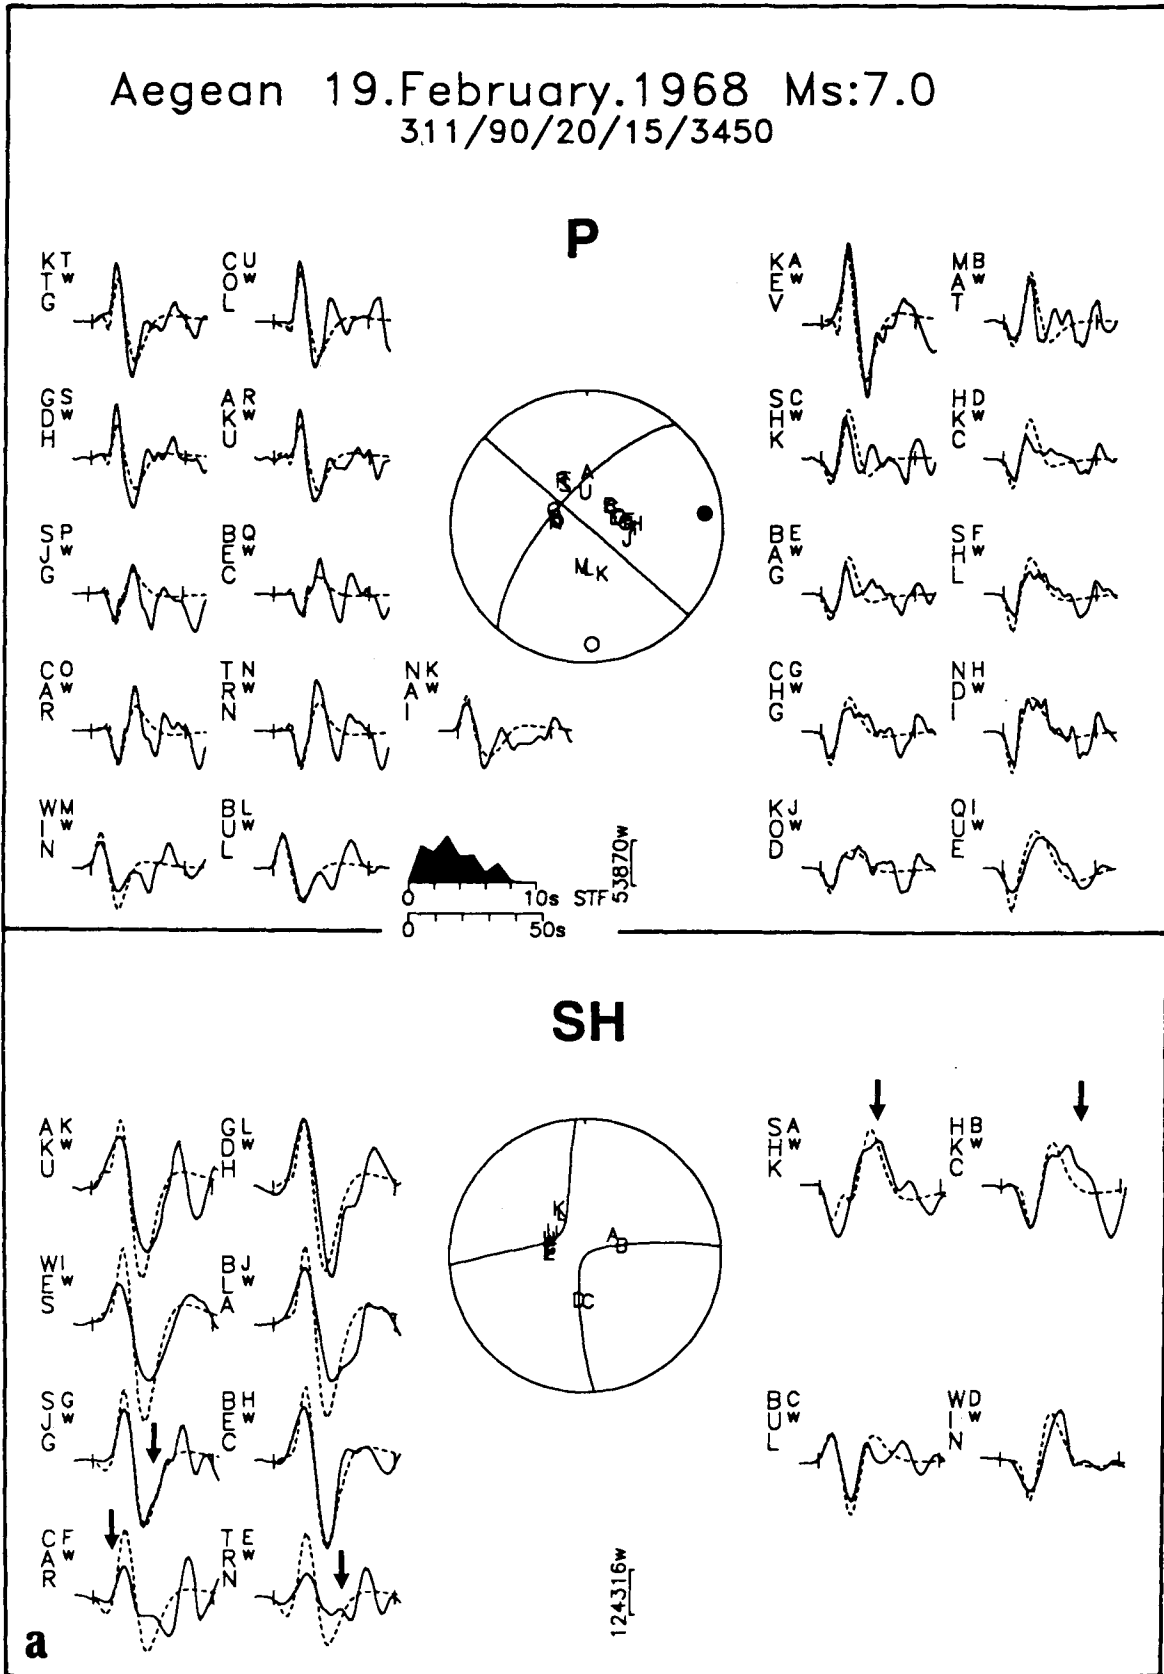 Aegean 19.February.1968 Ms:7.0
311/90/20/15/3450
P
KTG T w
COL U w
KEV A w
MAT B w
GDH S w
AKU R w
SHK C w
HKC D w
SJG P w
BEC Q w
BAG E w
SHL F w
CAR O w
TRN N w
NAI K w
CHG G w
NDI H w
WIN M w
BUL L w
KOD J w
QUE I w
A
U
S
H
J
M L K
0 10s STF
0 50s
53870w
SH
AKU K w
GDH L w
SHK A w
HKC B w
WES I w
BLA J w
K
L
A B
D C
SJG G w
BEC H w
BUL C w
WIN D w
CAR F w
TRN E w
124316w
a